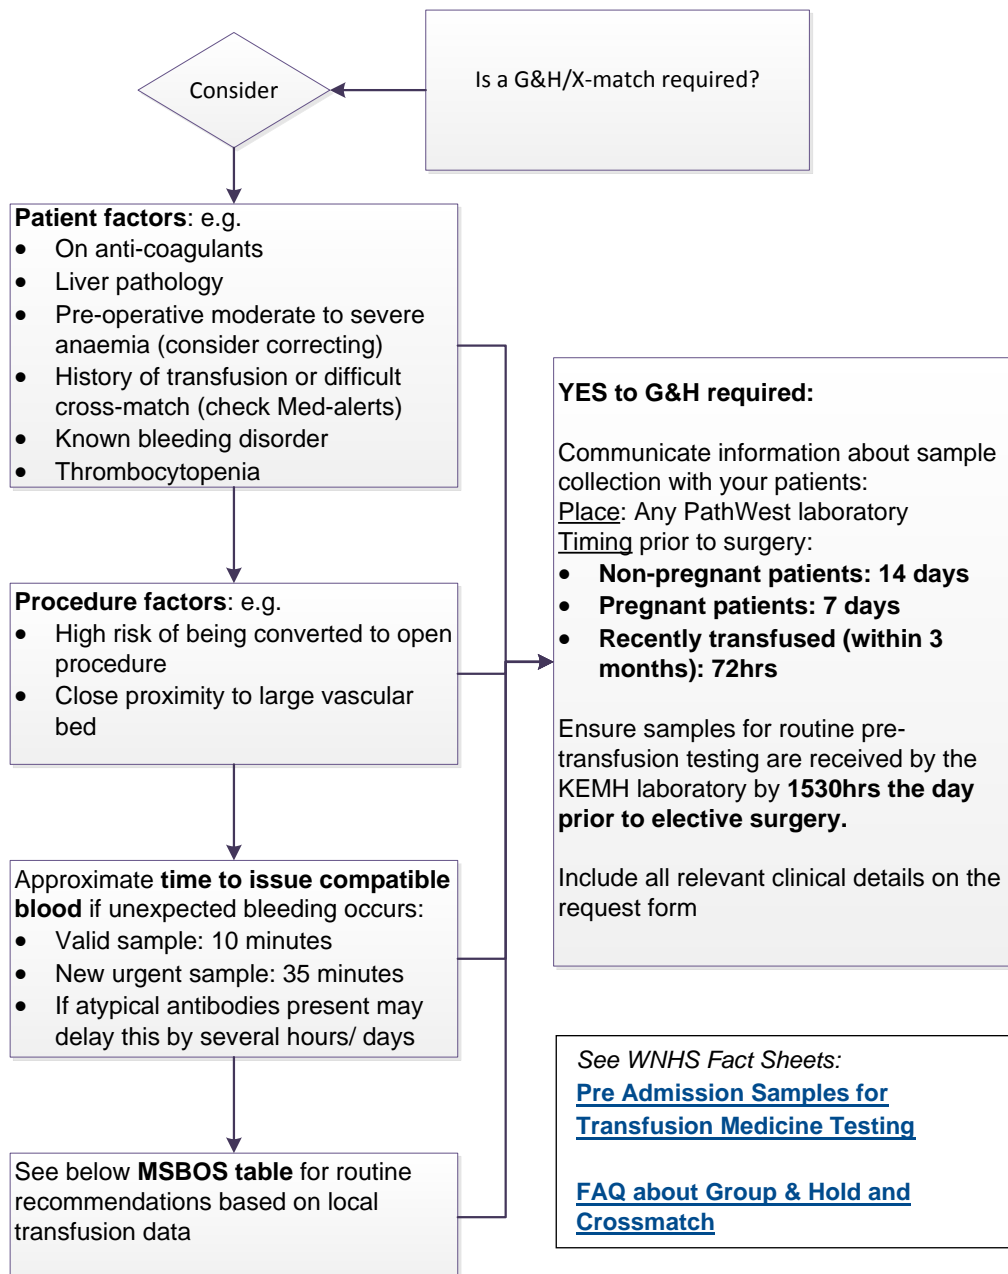 Is a G&H/X-match required?
Consider
Patient factors: e.g.
• On anti-coagulants
• Liver pathology
• Pre-operative moderate to severe
anaemia (consider correcting)
• History of transfusion or difficult
cross-match (check Med-alerts)
• Known bleeding disorder
• Thrombocytopenia
Procedure factors: e.g.
• High risk of being converted to open
procedure
• Close proximity to large vascular
bed
Approximate time to issue compatible
blood if unexpected bleeding occurs:
• Valid sample: 10 minutes
• New urgent sample: 35 minutes
• If atypical antibodies present may
delay this by several hours/ days
See below MSBOS table for routine
recommendations based on local
transfusion data
YES to G&H required:
Communicate information about sample
collection with your patients:
Place: Any PathWest laboratory
Timing prior to surgery:
• Non-pregnant patients: 14 days
• Pregnant patients: 7 days
• Recently transfused (within 3
months): 72hrs
Ensure samples for routine pre-
transfusion testing are received by the
KEMH laboratory by 1530hrs the day
prior to elective surgery.
Include all relevant clinical details on the
request form
See WNHS Fact Sheets:
Pre Admission Samples for
Transfusion Medicine Testing
FAQ about Group & Hold and
Crossmatch